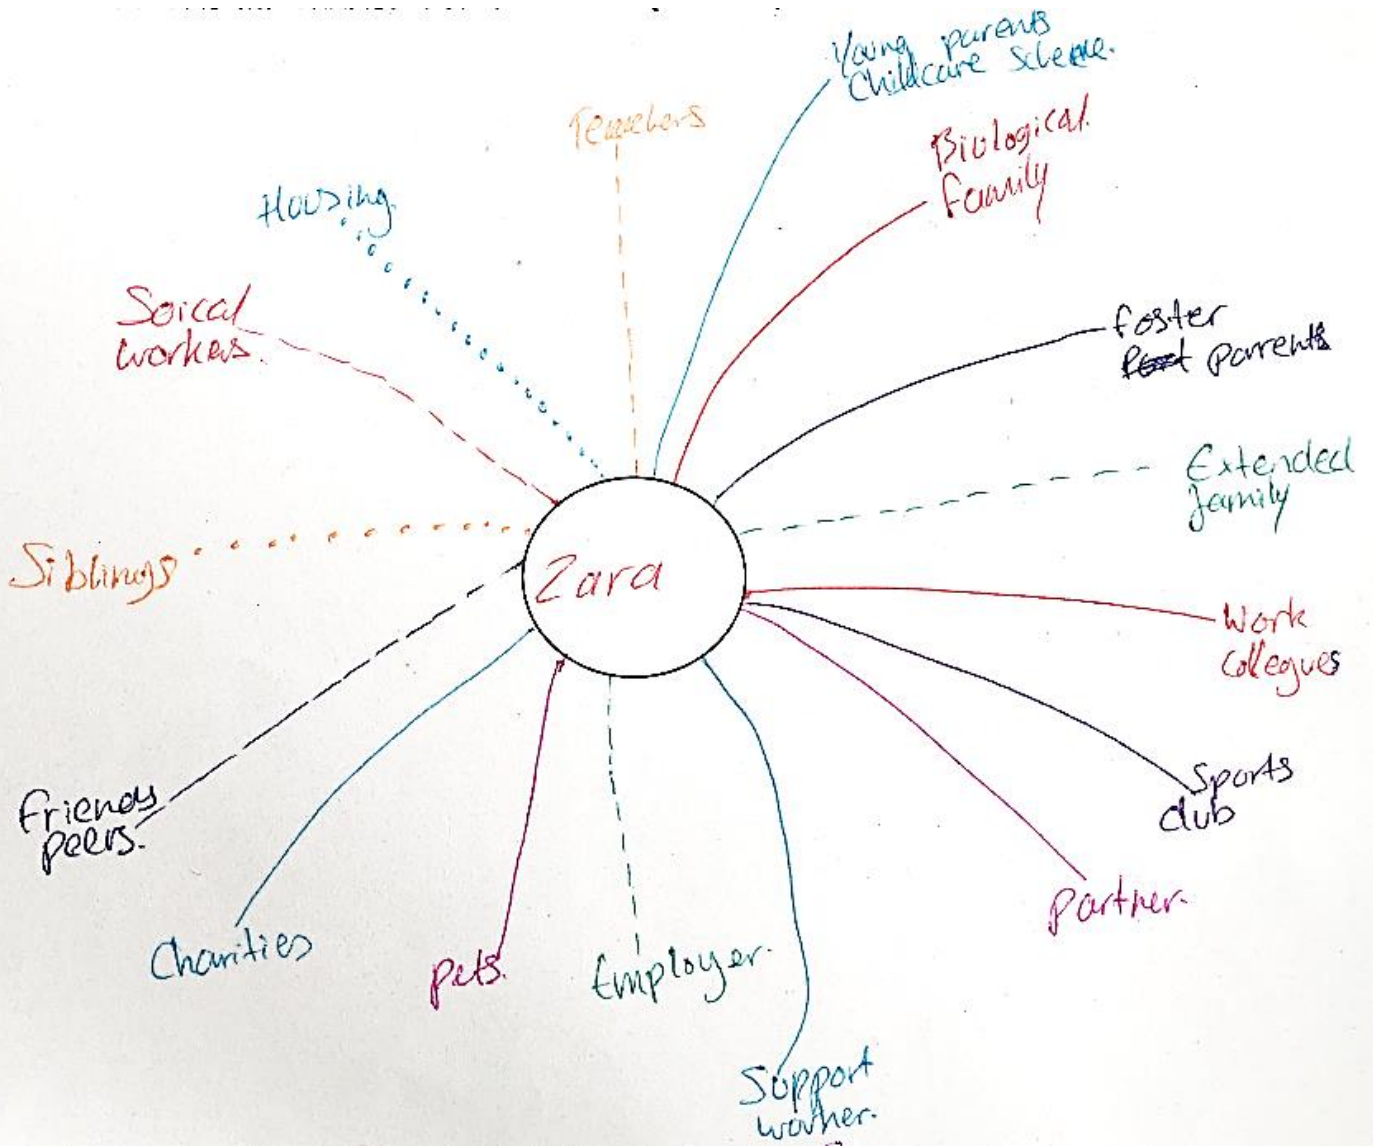 Young parents
Childcare Scheme.
Teachers
Biological
family
Housing
Soical
workers.
foster
parents
Extended
family
Siblings
Zara
Work
Collegues
Friends
peers.
Sports
club
Partner.
Charities
pets.
Employer.
Support
worker.